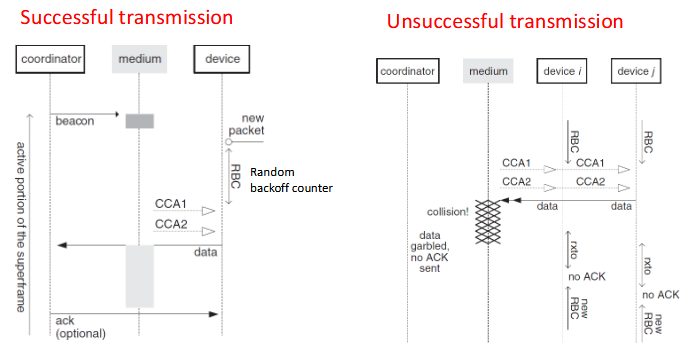 Successful transmission
coordinator
medium
device
beacon
new
packet
RBC
Random
backoff counter
CCA1
CCA2
data
active portion of the superframe
ack
(optional)
Unsuccessful transmission
coordinator
medium
device i
device j
RBC
RBC
CCA1
CCA1
CCA2
CCA2
data
data
collision!
data
garbled,
no ACK
sent
rxto
rxto
no ACK
no ACK
new
RBC
new
RBC